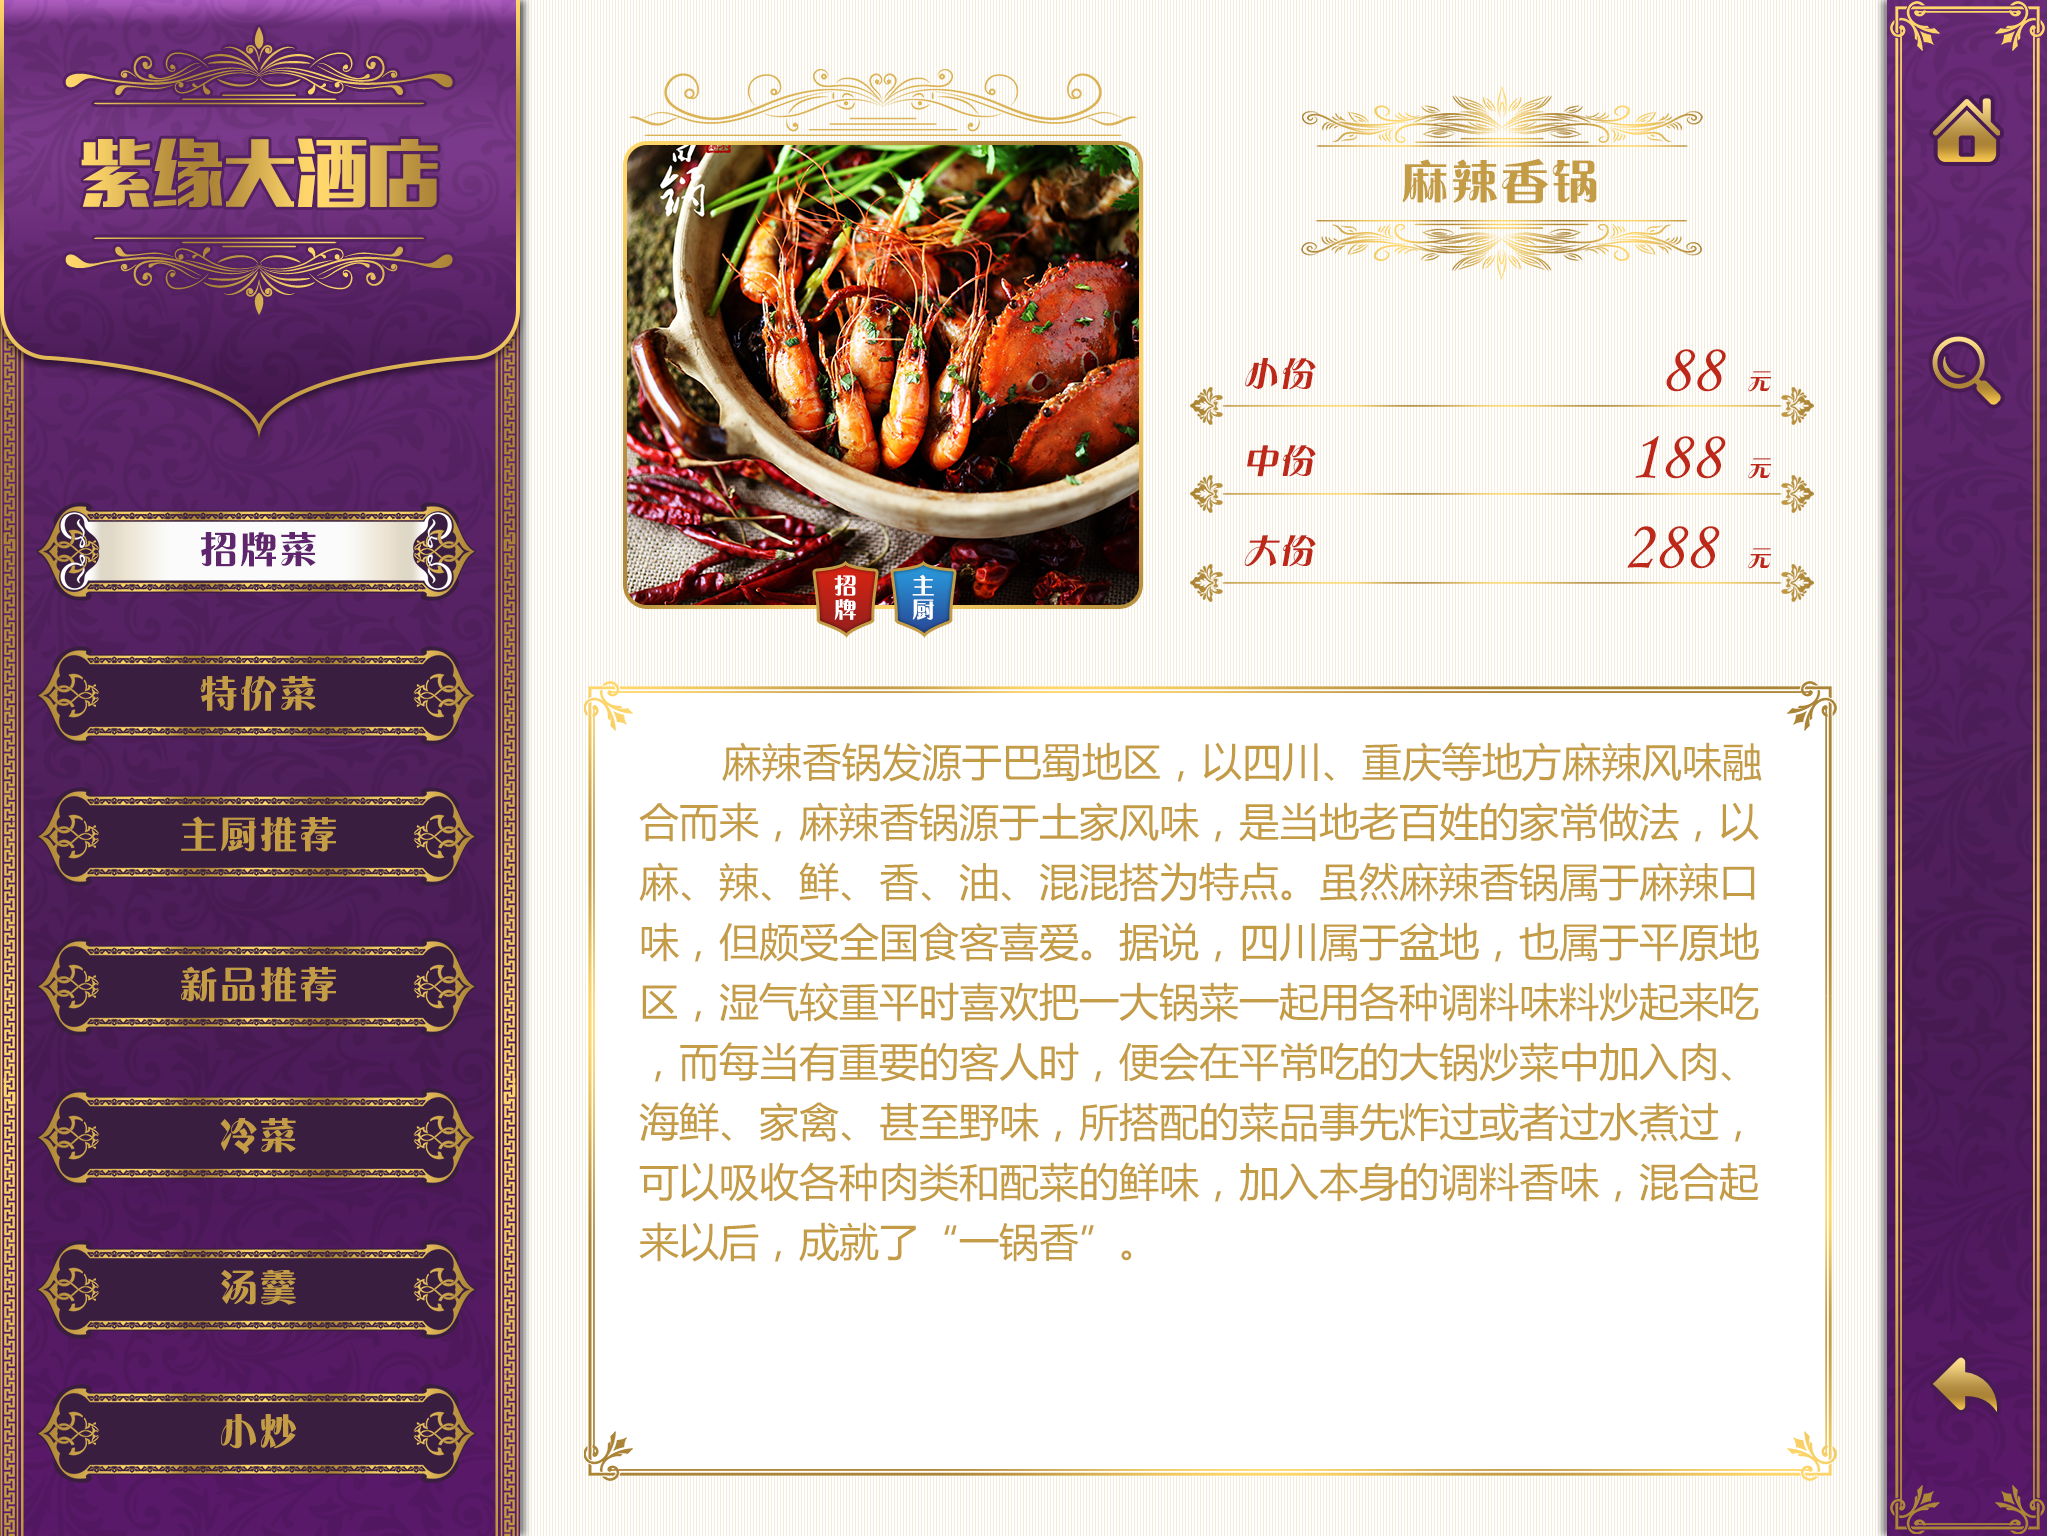 紫缘大酒店
招牌菜
特价菜
主厨推荐
新品推荐
冷菜
汤羹
小炒
锅
招牌
主厨
麻辣香锅
小份 88 元
中份 188 元
大份 288 元
麻辣香锅发源于巴蜀地区，以四川、重庆等地方麻辣风味融
合而来，麻辣香锅源于土家风味，是当地老百姓的家常做法，以
麻、辣、鲜、香、油、混混搭为特点。虽然麻辣香锅属于麻辣口
味，但颇受全国食客喜爱。据说，四川属于盆地，也属于平原地
区，湿气较重平时喜欢把一大锅菜一起用各种调料味料炒起来吃
，而每当有重要的客人时，便会在平常吃的大锅炒菜中加入肉、
海鲜、家禽、甚至野味，所搭配的菜品事先炸过或者过水煮过，
可以吸收各种肉类和配菜的鲜味，加入本身的调料香味，混合起
来以后，成就了“一锅香”。